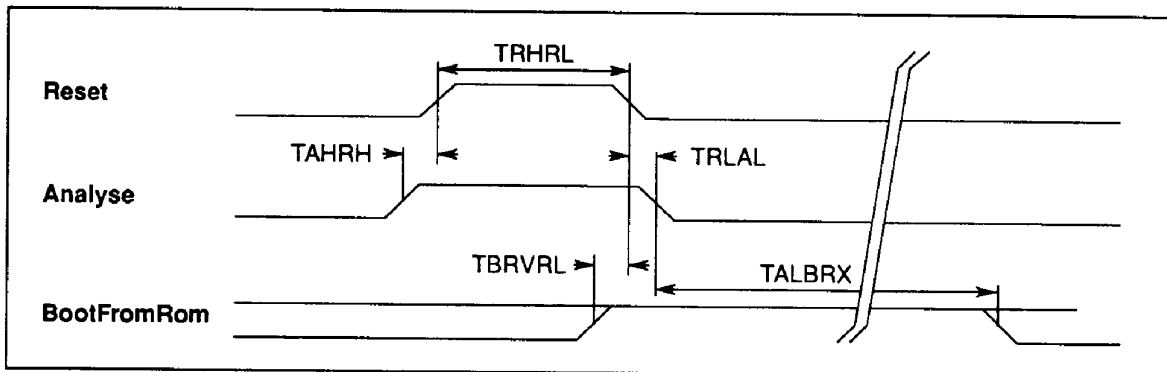 TRHRL
Reset
TAHRH
TRLAL
Analyse
TBRVRL
TALBRX
BootFromRom